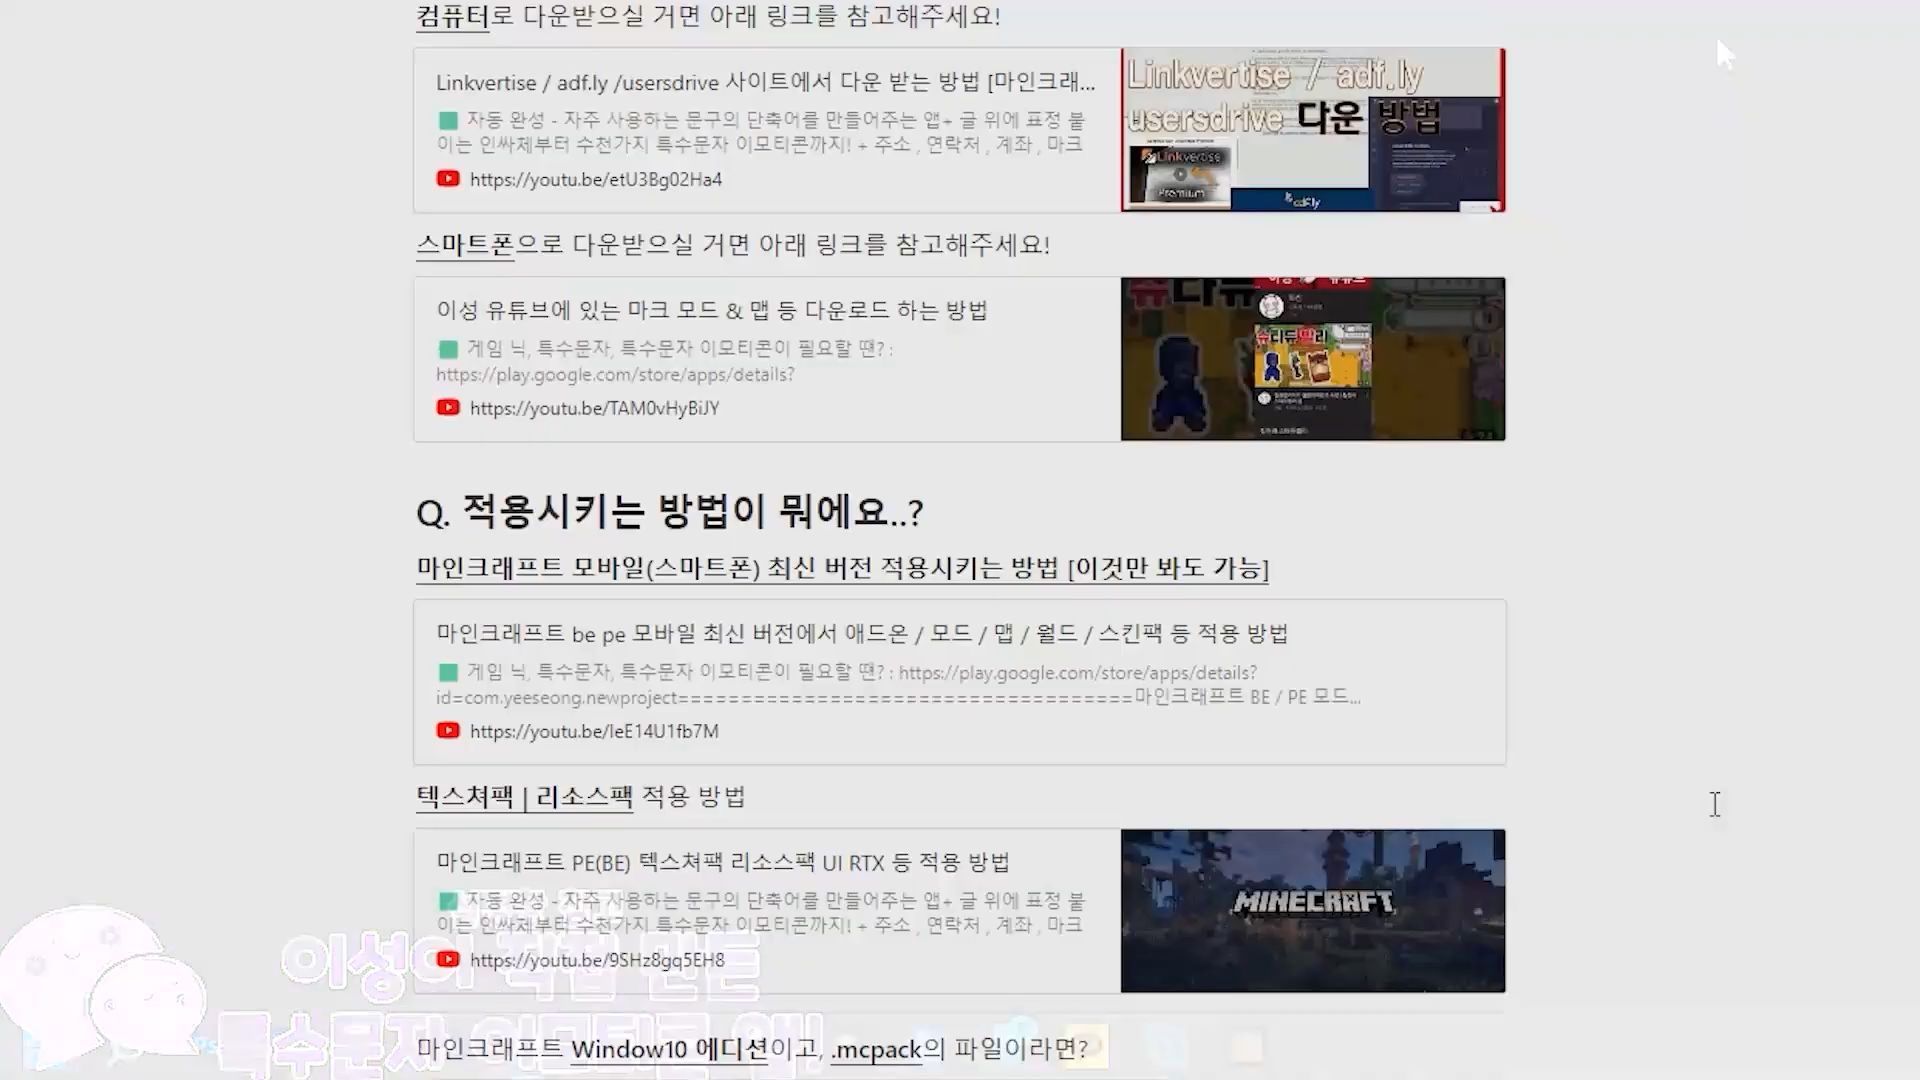 컴퓨터로 다운받으실 거면 아래 링크를 참고해주세요!
Linkvertise / adf.ly /usersdrive 사이트에서 다운 받는 방법 [마인크래...
자동 완성 - 자주 사용하는 문구의 단축어를 만들어주는 앱+ 글 위에 표정 붙
이는 인싸체부터 수천가지 특수문자 이모티콘까지! + 주소 , 연락처 , 계좌 , 마크
https://youtu.be/etU3Bg02Ha4
Linkvertise / adf.ly
usersdrive 다운 방법
Linkvertise
Premium
adf.ly
스마트폰으로 다운받으실 거면 아래 링크를 참고해주세요!
이성 유튜브에 있는 마크 모드 & 맵 등 다운로드 하는 방법
게임 닉, 특수문자, 특수문자 이모티콘이 필요할 땐? :
https://play.google.com/store/apps/details?
https://youtu.be/TAM0vHyBiJY
Q. 적용시키는 방법이 뭐에요..?
마인크래프트 모바일(스마트폰) 최신 버전 적용시키는 방법 [이것만 봐도 가능]
마인크래프트 be pe 모바일 최신 버전에서 애드온 / 모드 / 맵 / 월드 / 스킨팩 등 적용 방법
게임 닉, 특수문자, 특수문자 이모티콘이 필요할 땐? : https://play.google.com/store/apps/details?
id=com.yeeseong.newproject====================================마인크래프트 BE / PE 모드...
https://youtu.be/IeE14U1fb7M
텍스쳐팩 | 리소스팩 적용 방법
마인크래프트 PE(BE) 텍스쳐팩 리소스팩 UI RTX 등 적용 방법
자동 완성 - 자주 사용하는 문구의 단축어를 만들어주는 앱+ 글 위에 표정 붙
이는 인싸체부터 수천가지 특수문자 이모티콘까지! + 주소 , 연락처 , 계좌 , 마크
https://youtu.be/9SHz8gq5EH8
MINECRAFT
이성이 직접 만든
특수문자 이모티콘 앱!
마인크래프트 Window10 에디션이고, .mcpack의 파일이라면?